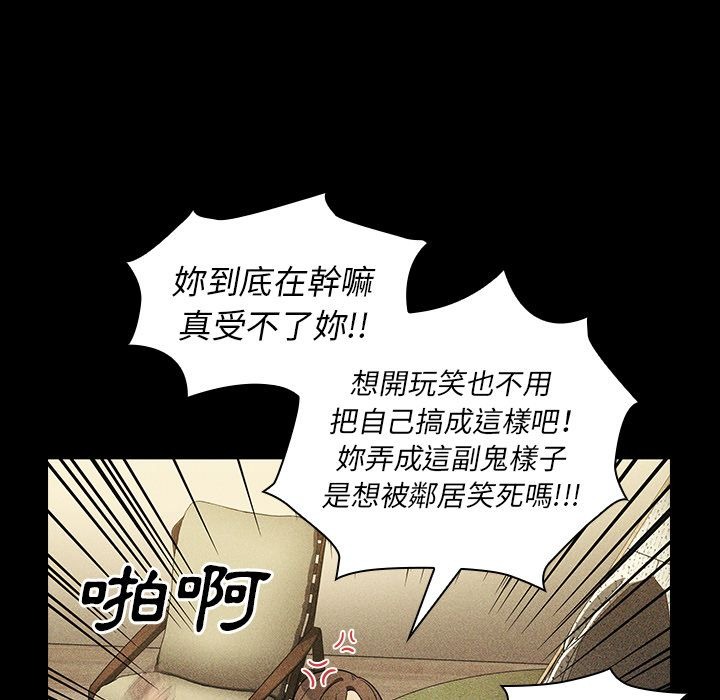 妳到底在幹嘛
真受不了妳!!
想開玩笑也不用
把自己搞成這樣吧!
妳弄成這副鬼樣子
是想被鄰居笑死嗎!!!
啪啊